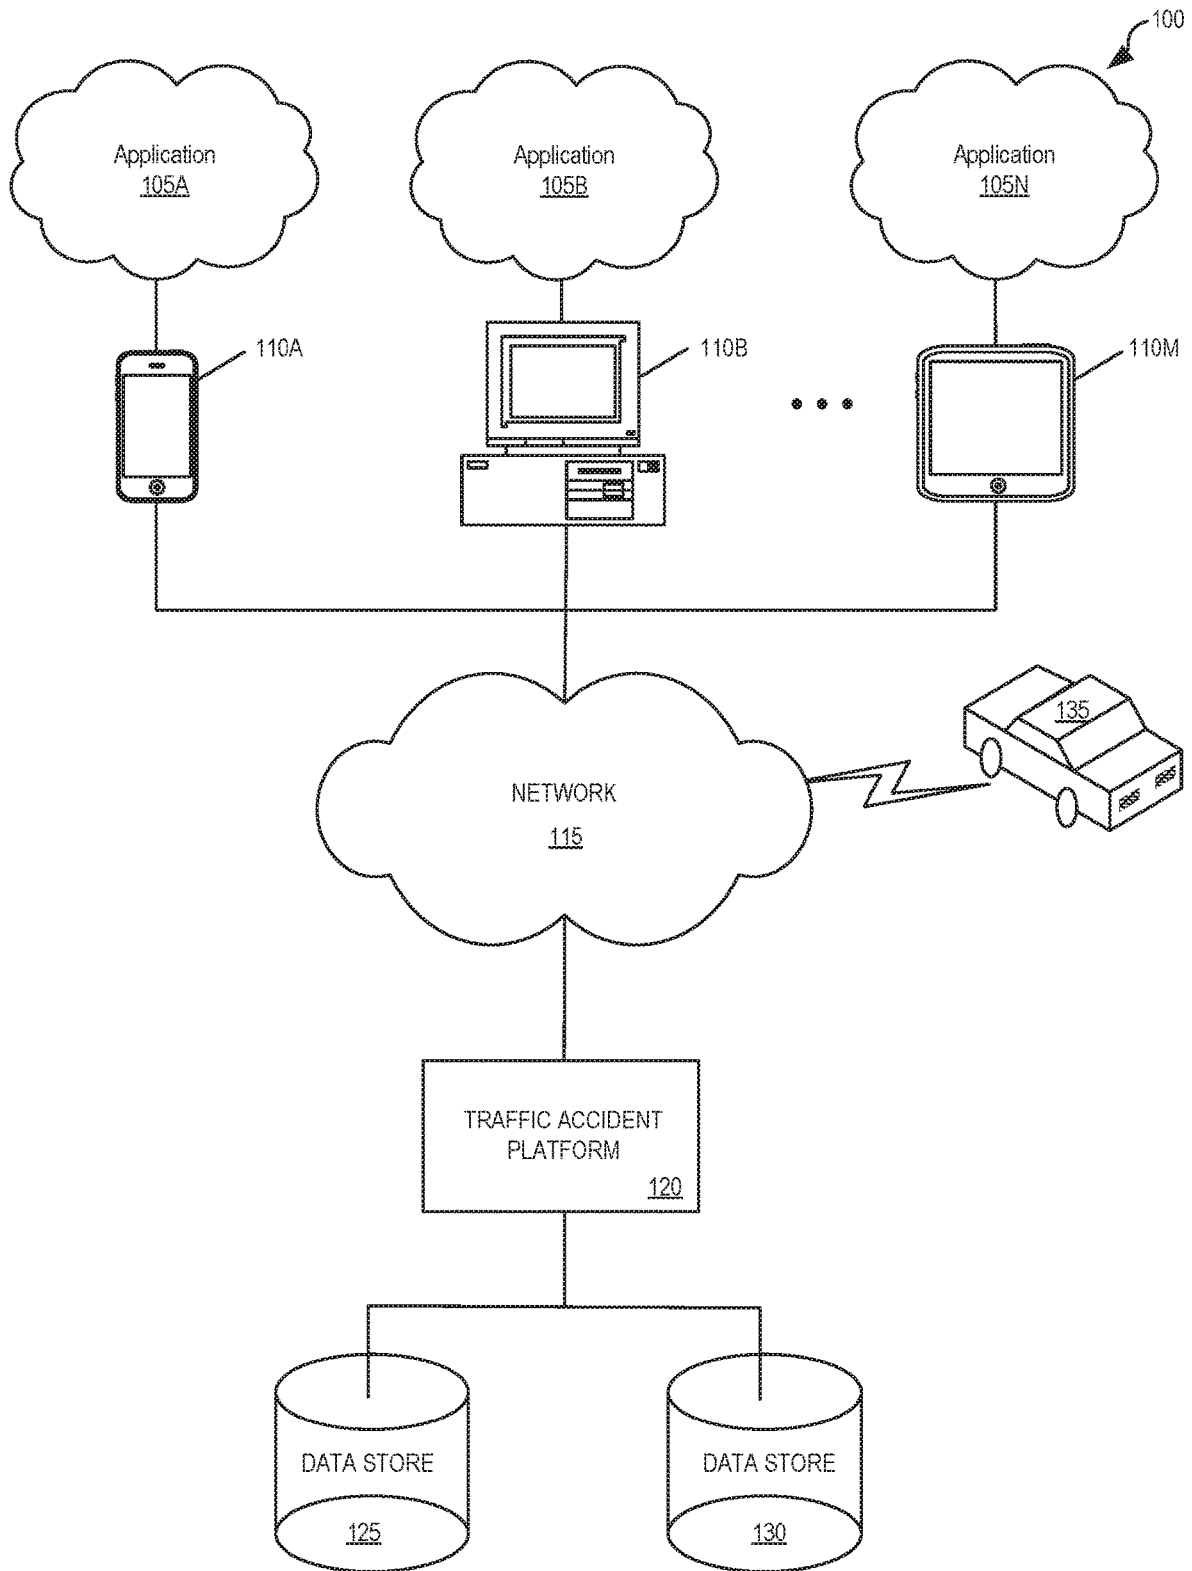 100
Application
105A
Application
105B
Application
105N
110A
110B
110M
135
NETWORK
115
TRAFFIC ACCIDENT
PLATFORM
120
DATA STORE
125
DATA STORE
130